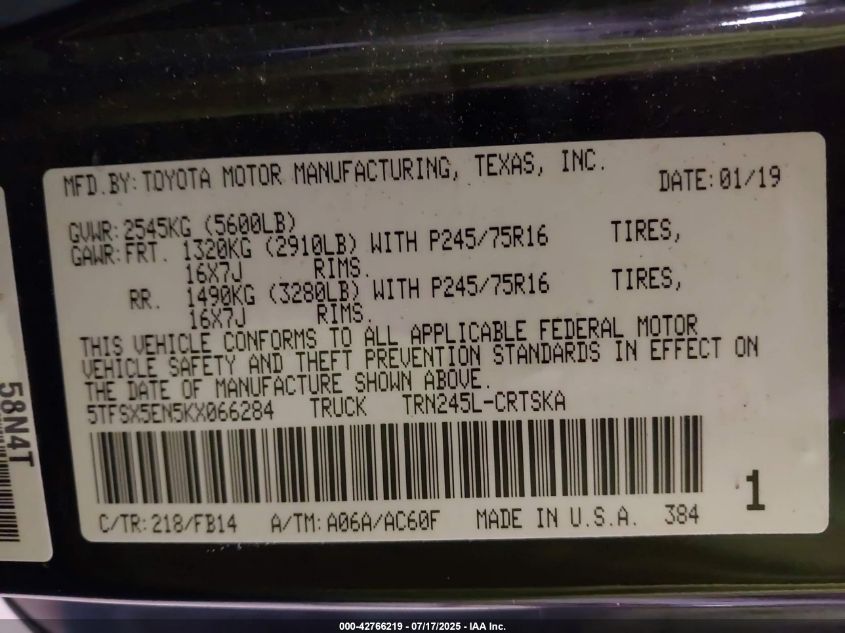 MFD.BY:TOYOTA MOTOR MANUFACTURING, TEXAS, INC.
DATE:01/19
GVWR:2545KG (5600LB)
GAWR:FRT. 1320KG (2910LB) WITH P245/75R16 TIRES,
16X7J RIMS.
RR. 1490KG (3280LB) WITH P245/75R16 TIRES,
16X7J RIMS.
THIS VEHICLE CONFORMS TO ALL APPLICABLE FEDERAL MOTOR
VEHICLE SAFETY AND THEFT PREVENTION STANDARDS IN EFFECT ON
THE DATE OF MANUFACTURE SHOWN ABOVE.
5TFSX5EN5KX066284 TRUCK TRN245L-CRTSKA
C/TR:218/FB14 A/TM:A06A/AC60F MADE IN U.S.A. 384
1
58N4T
000-42766219 - 07/17/2025 - IAA Inc.